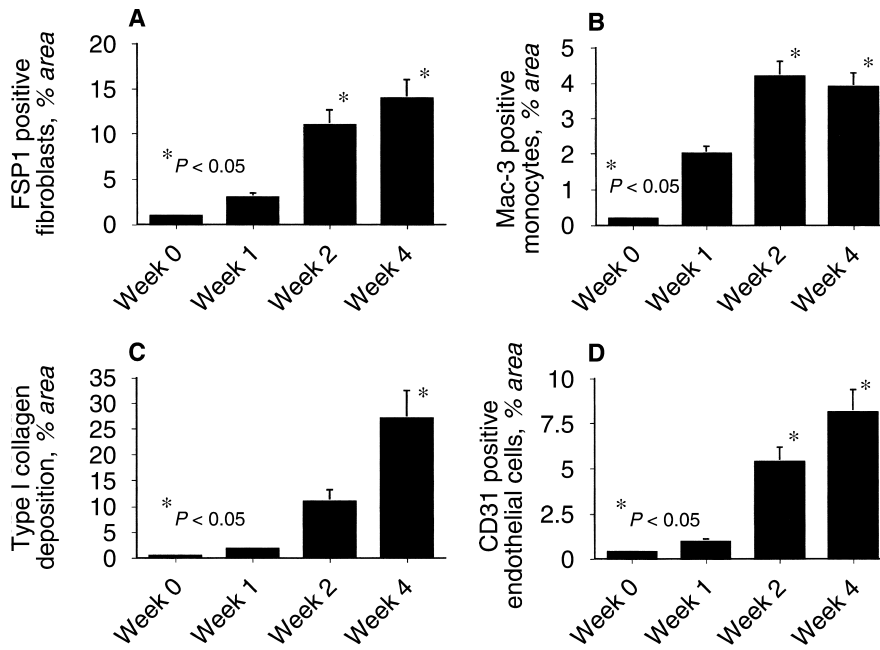 A
FSP1 positive
fibroblasts, % area
20
15
10
5
0
*
*
*
P < 0.05
Week 0
Week 1
Week 2
Week 4
B
Mac-3 positive
monocytes, % area
5
4
3
2
1
0
*
*
*
P < 0.05
Week 0
Week 1
Week 2
Week 4
C
Type I collagen
deposition, % area
35
30
25
20
15
10
5
0
*
*
P < 0.05
Week 0
Week 1
Week 2
Week 4
D
CD31 positive
endothelial cells, % area
10
7.5
5
2.5
0
*
*
*
P < 0.05
Week 0
Week 1
Week 2
Week 4